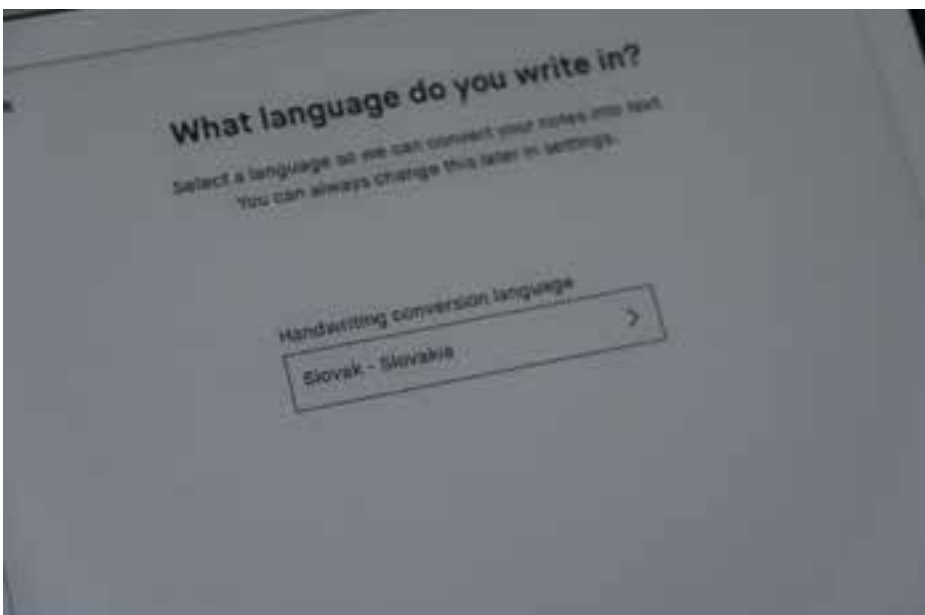 What language do you write in?
Select a language so we can convert your notes into text.
You can always change this later in settings.
Handwriting conversion language
Slovak - Slovakia